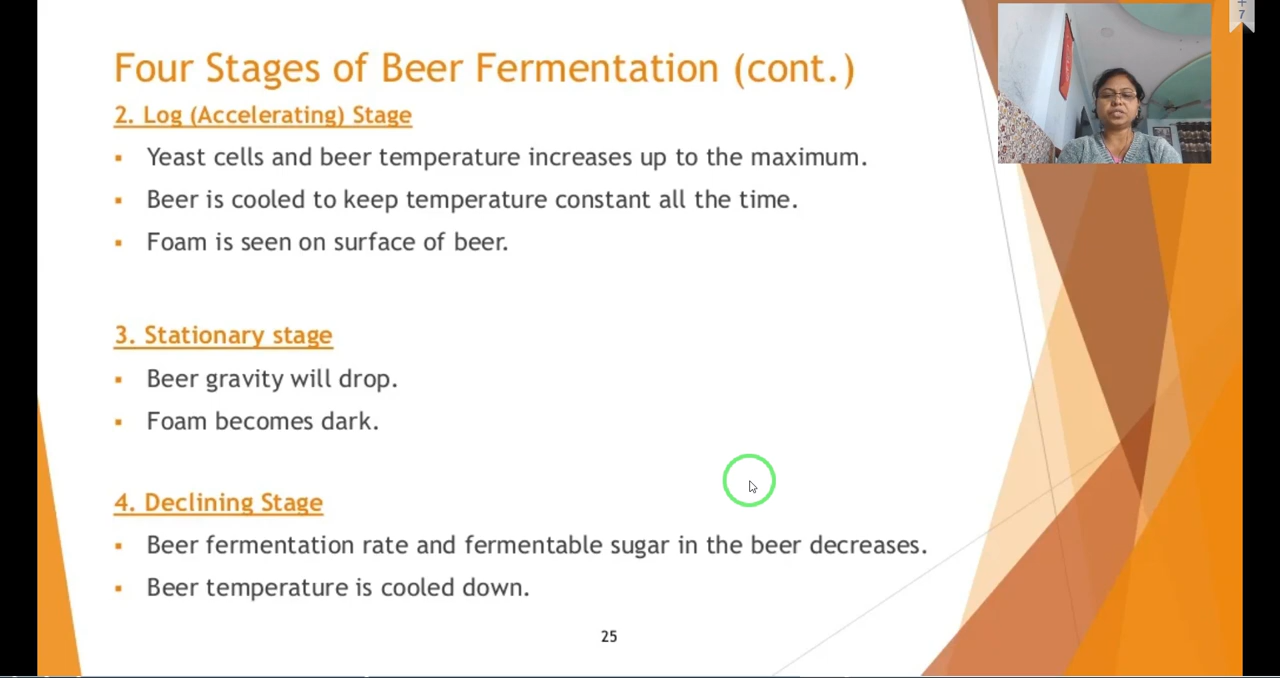 Four Stages of Beer Fermentation (cont.)
2. Log (Accelerating) Stage
▪ Yeast cells and beer temperature increases up to the maximum.
▪ Beer is cooled to keep temperature constant all the time.
▪ Foam is seen on surface of beer.
3. Stationary stage
▪ Beer gravity will drop.
▪ Foam becomes dark.
4. Declining Stage
▪ Beer fermentation rate and fermentable sugar in the beer decreases.
▪ Beer temperature is cooled down.
25
+
7